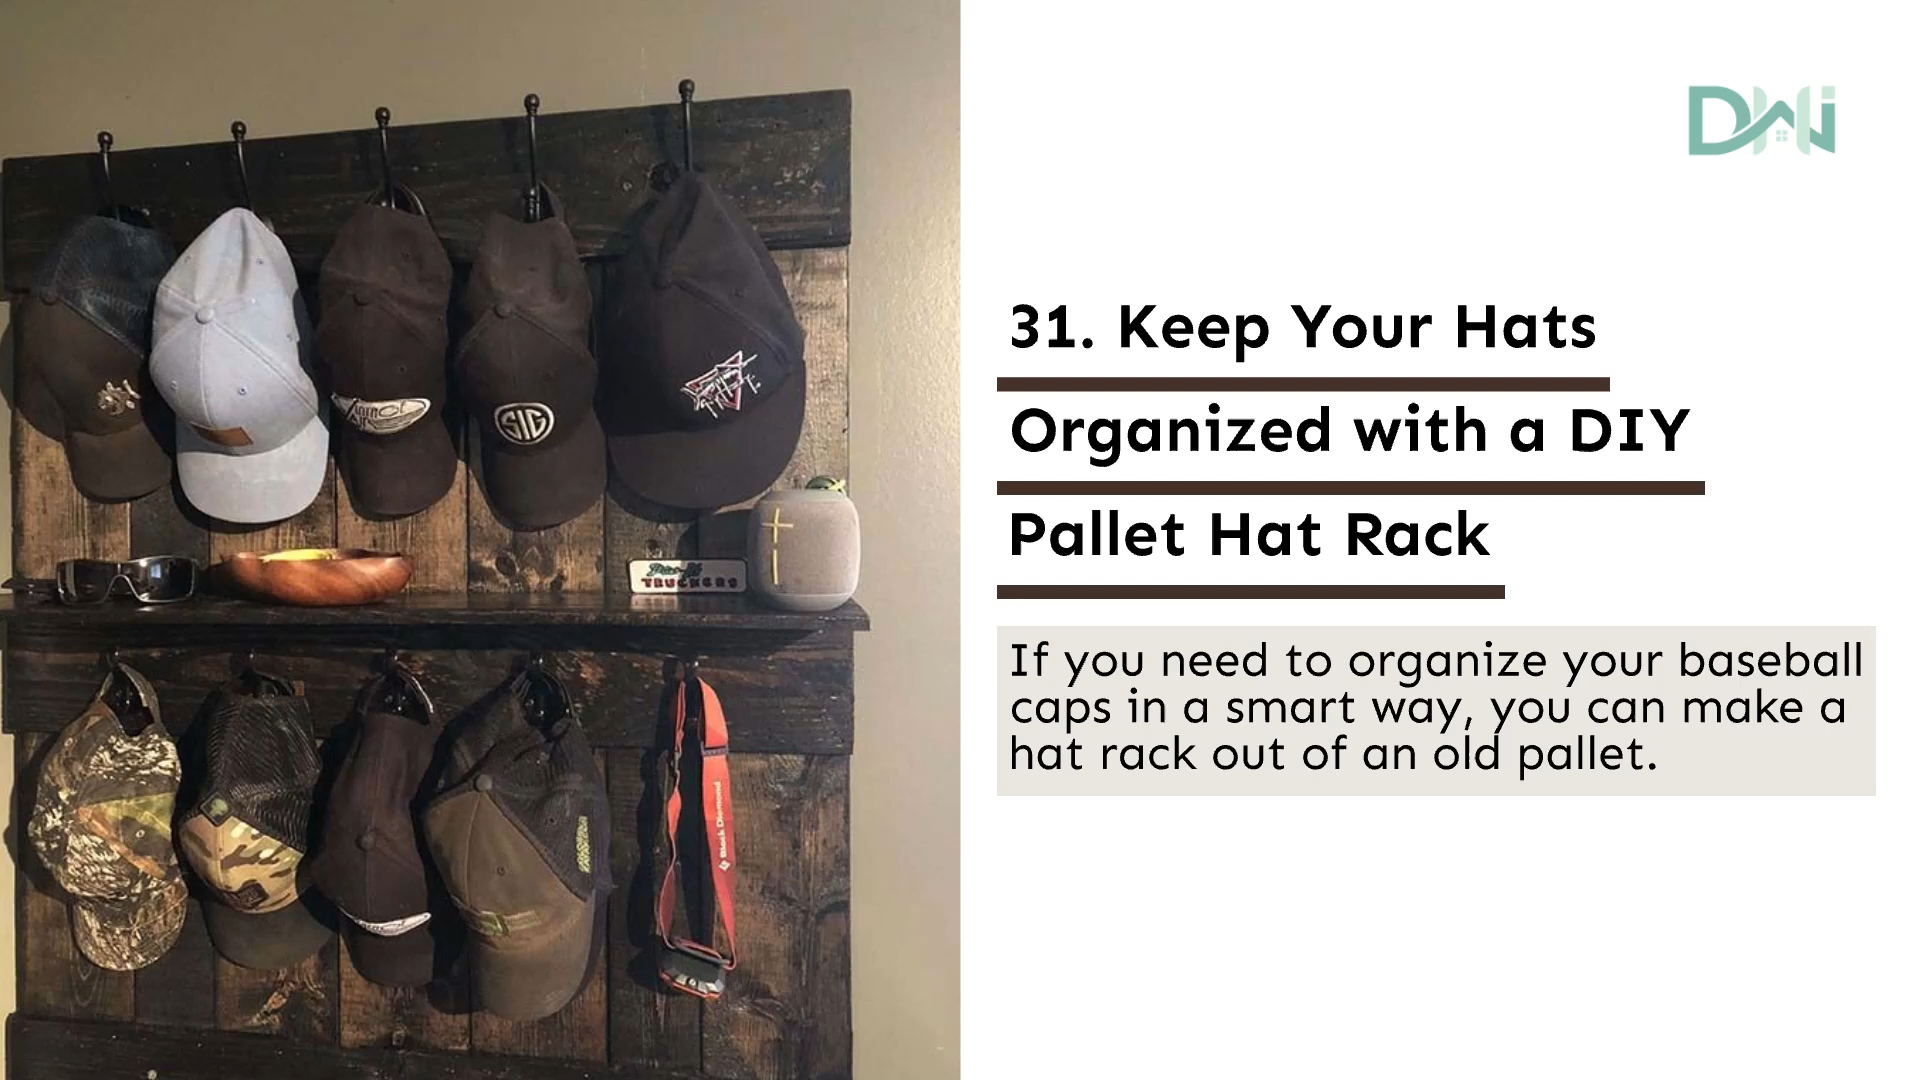 DHI
31. Keep Your Hats
Organized with a DIY
Pallet Hat Rack
If you need to organize your baseball
caps in a smart way, you can make a
hat rack out of an old pallet.
SIG
TRUCKERS
Black Diamond